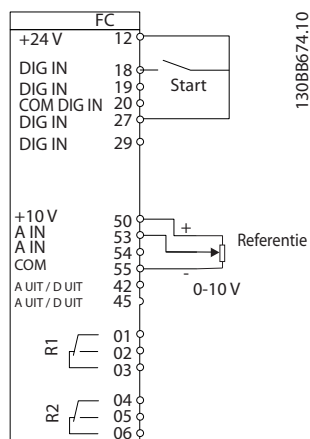 FC
+24 V 12
DIG IN 18
DIG IN 19
COM DIG IN 20
DIG IN 27
DIG IN 29
Start
+10 V 50
A IN 53
A IN 54
COM 55
A UIT / D UIT 42
A UIT / D UIT 45
+
-
Referentie
0-10 V
R1
01
02
03
R2
04
05
06
130BB674.10